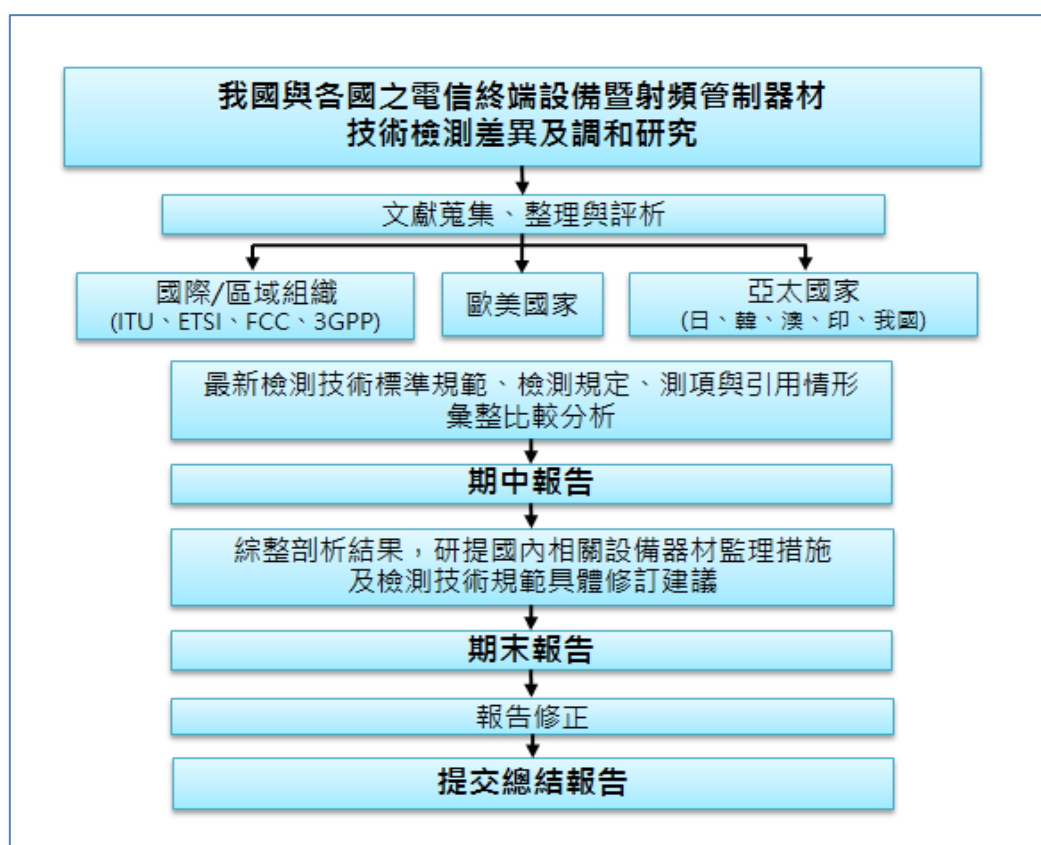 我國與各國之電信終端設備暨射頻管制器材
技術檢測差異及調和研究
文獻蒐集、整理與評析
國際/區域組織
(ITU、ETSI、FCC、3GPP)
歐美國家
亞太國家
(日、韓、澳、印、我國)
最新檢測技術標準規範、檢測規定、測項與引用情形
彙整比較分析
期中報告
綜整剖析結果，研提國內相關設備器材監理措施
及檢測技術規範具體修訂建議
期末報告
報告修正
提交總結報告